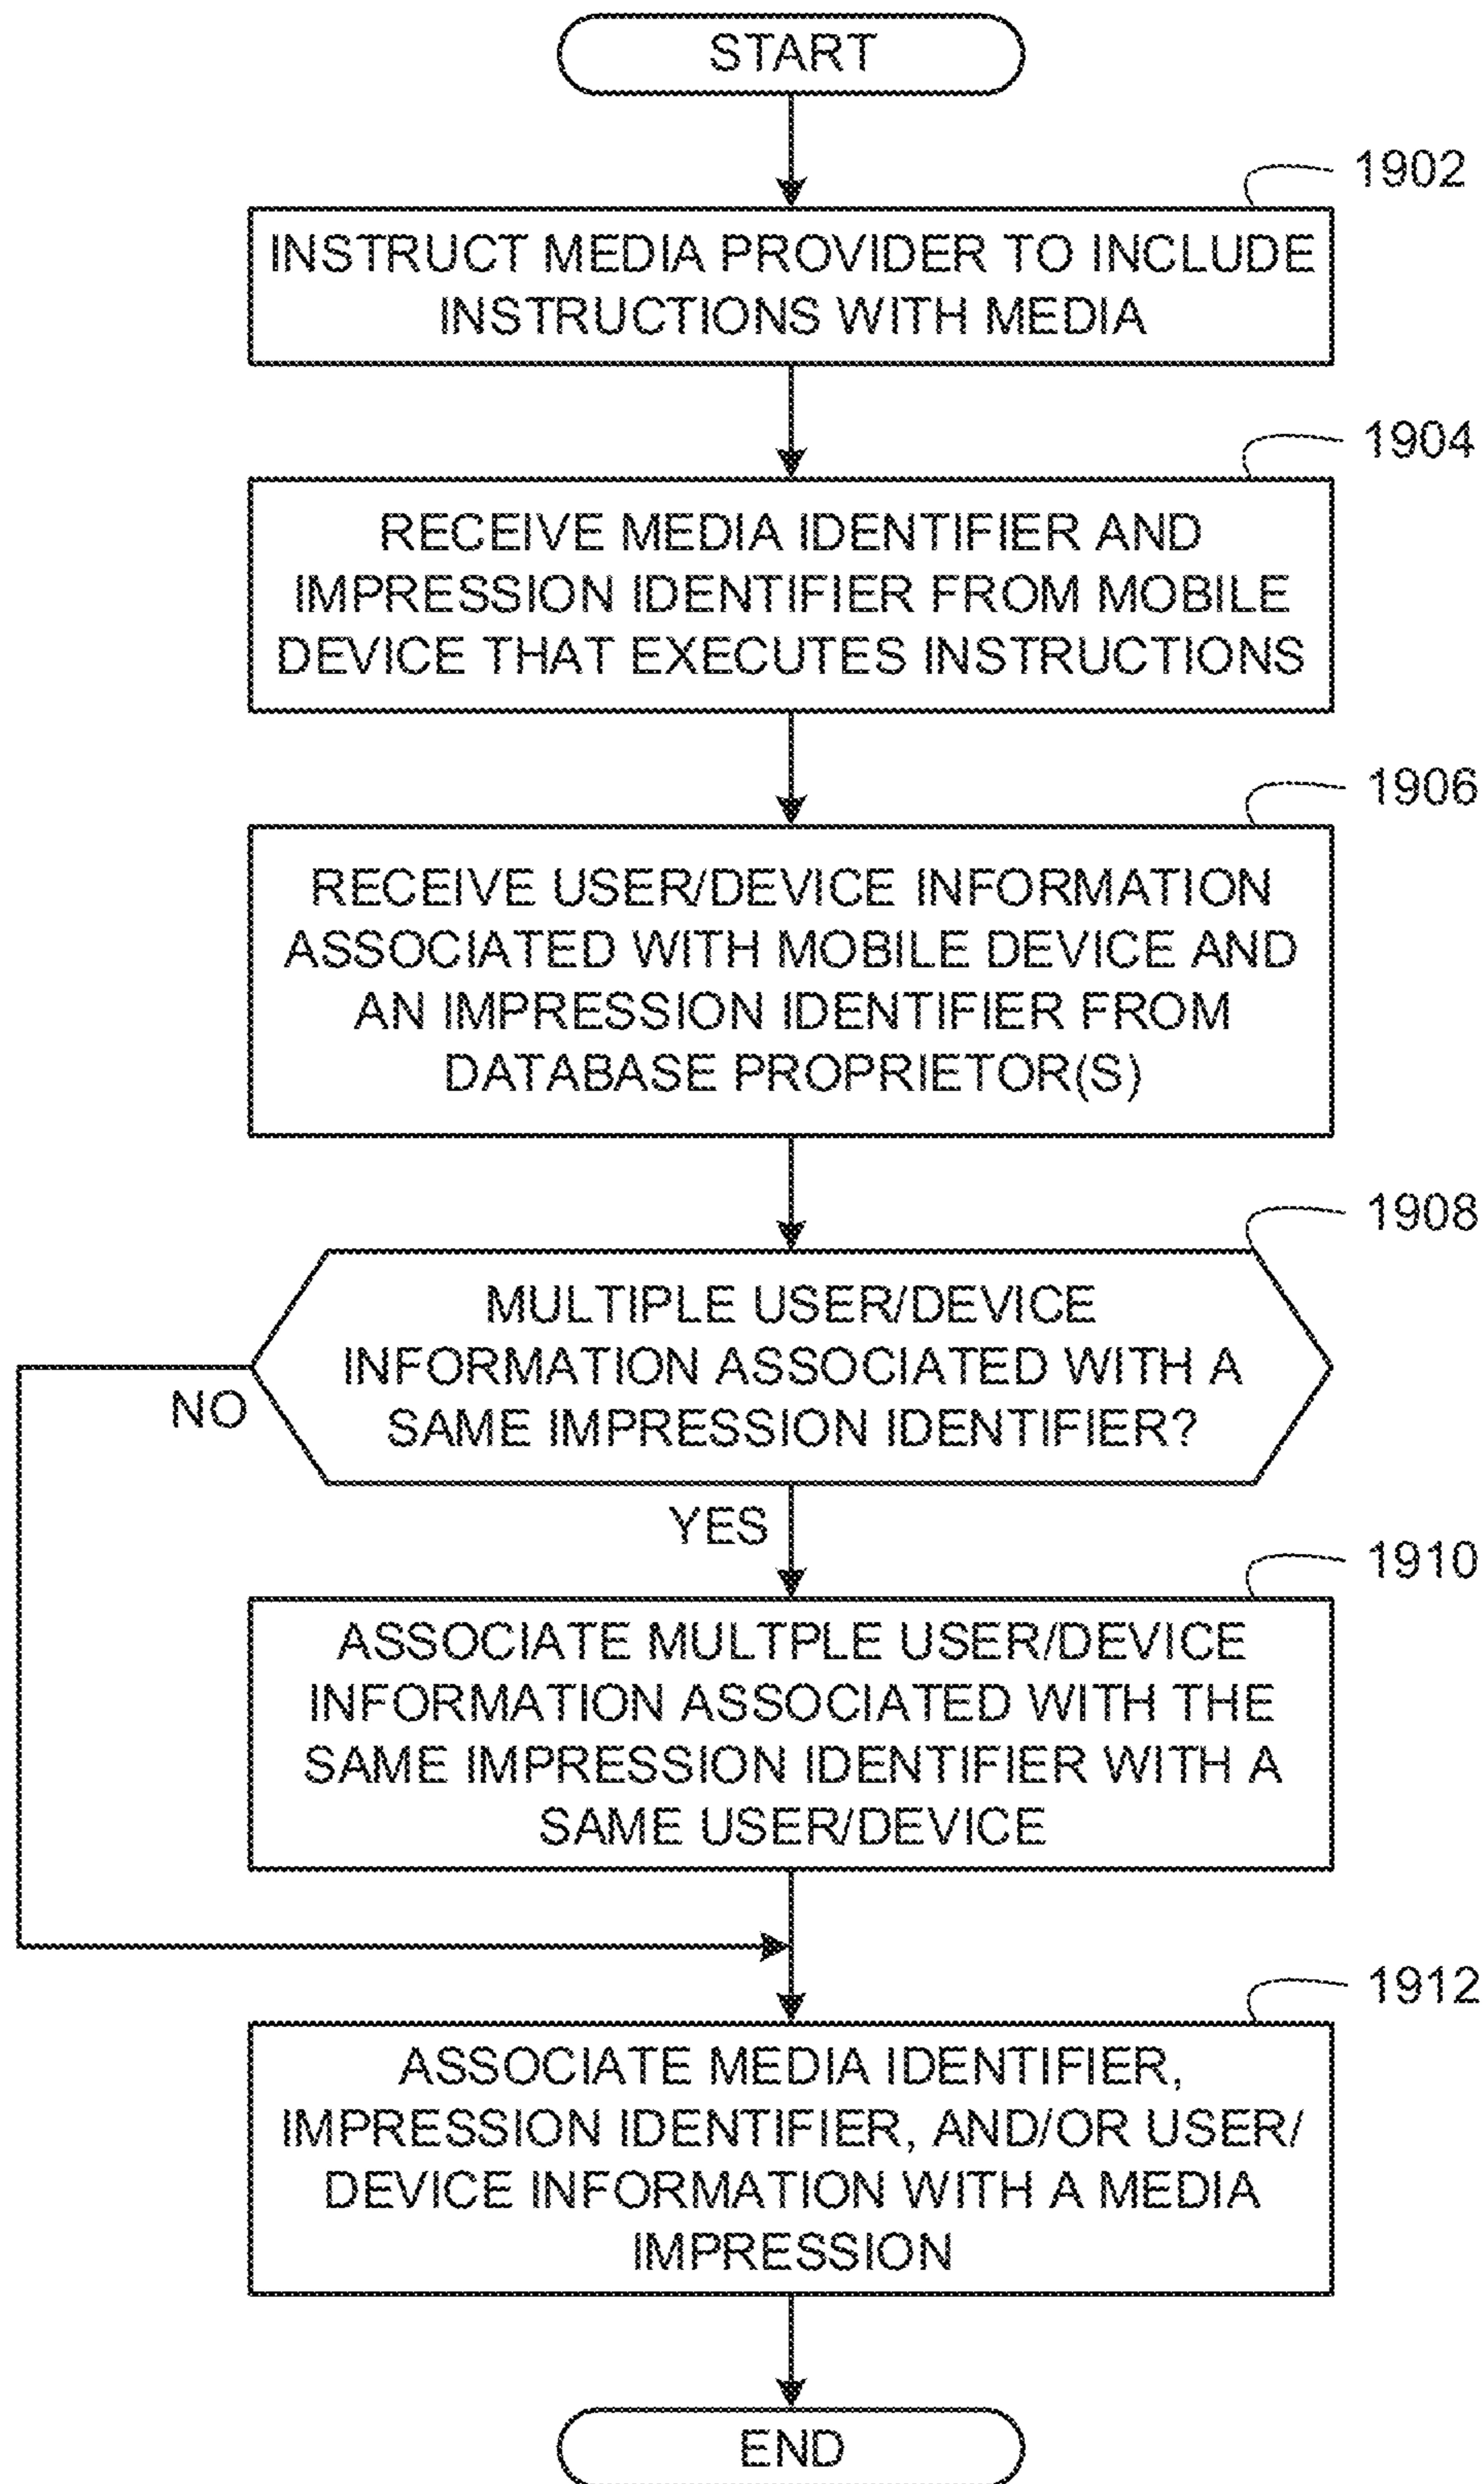 START
1902
INSTRUCT MEDIA PROVIDER TO INCLUDE
INSTRUCTIONS WITH MEDIA
1904
RECEIVE MEDIA IDENTIFIER AND
IMPRESSION IDENTIFIER FROM MOBILE
DEVICE THAT EXECUTES INSTRUCTIONS
1906
RECEIVE USER/DEVICE INFORMATION
ASSOCIATED WITH MOBILE DEVICE AND
AN IMPRESSION IDENTIFIER FROM
DATABASE PROPRIETOR(S)
1908
MULTIPLE USER/DEVICE
INFORMATION ASSOCIATED WITH A
SAME IMPRESSION IDENTIFIER?
NO
YES
1910
ASSOCIATE MULTPLE USER/DEVICE
INFORMATION ASSOCIATED WITH THE
SAME IMPRESSION IDENTIFIER WITH A
SAME USER/DEVICE
1912
ASSOCIATE MEDIA IDENTIFIER,
IMPRESSION IDENTIFIER, AND/OR USER/
DEVICE INFORMATION WITH A MEDIA
IMPRESSION
END